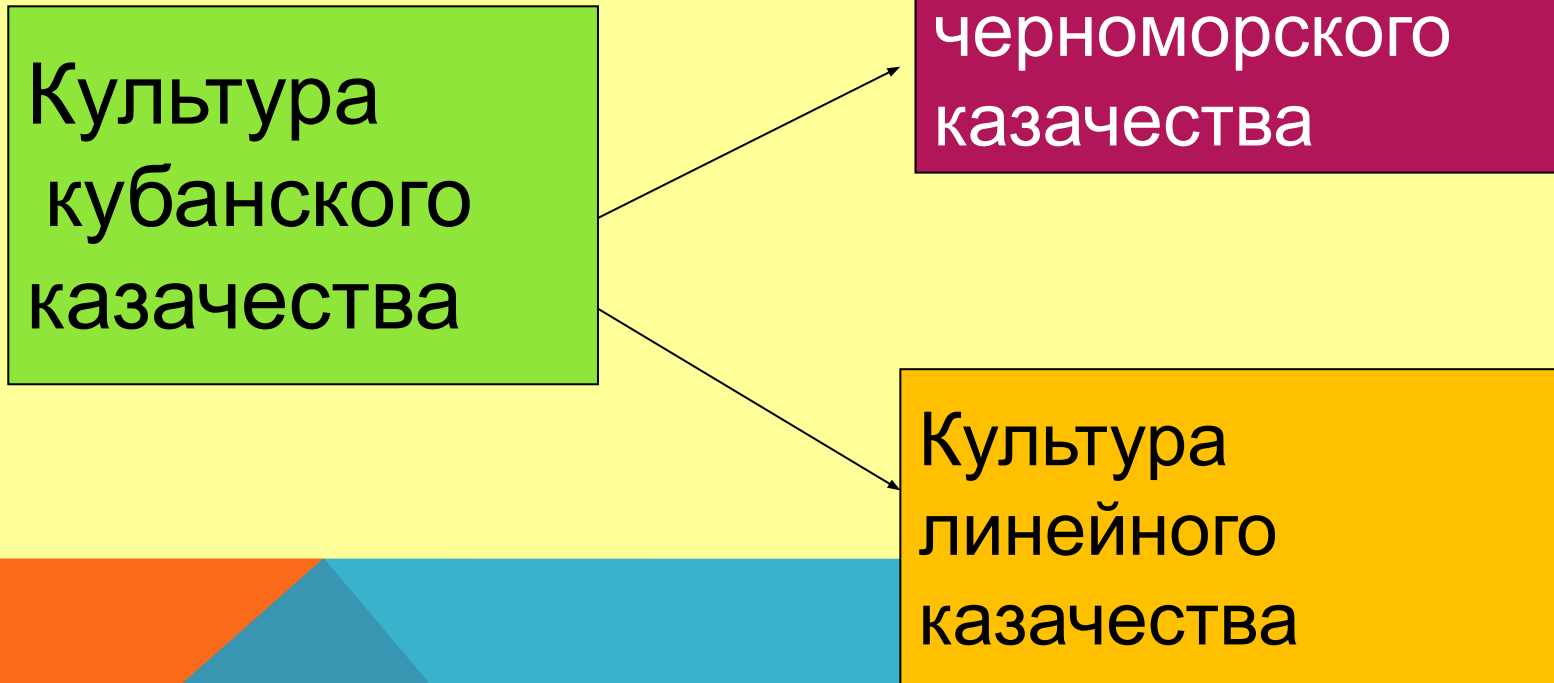 Культура
кубанского
казачества
черноморского
казачества
Культура
линейного
казачества